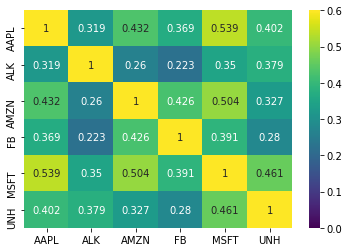 AAPL 1 0.319 0.432 0.369 0.539 0.402
ALK 0.319 1 0.26 0.223 0.35 0.379
AMZN 0.432 0.26 1 0.426 0.504 0.327
FB 0.369 0.223 0.426 1 0.391 0.28
MSFT 0.539 0.35 0.504 0.391 1 0.461
UNH 0.402 0.379 0.327 0.28 0.461 1
AAPL ALK AMZN FB MSFT UNH
0.6
0.5
0.4
0.3
0.2
0.1
0.0